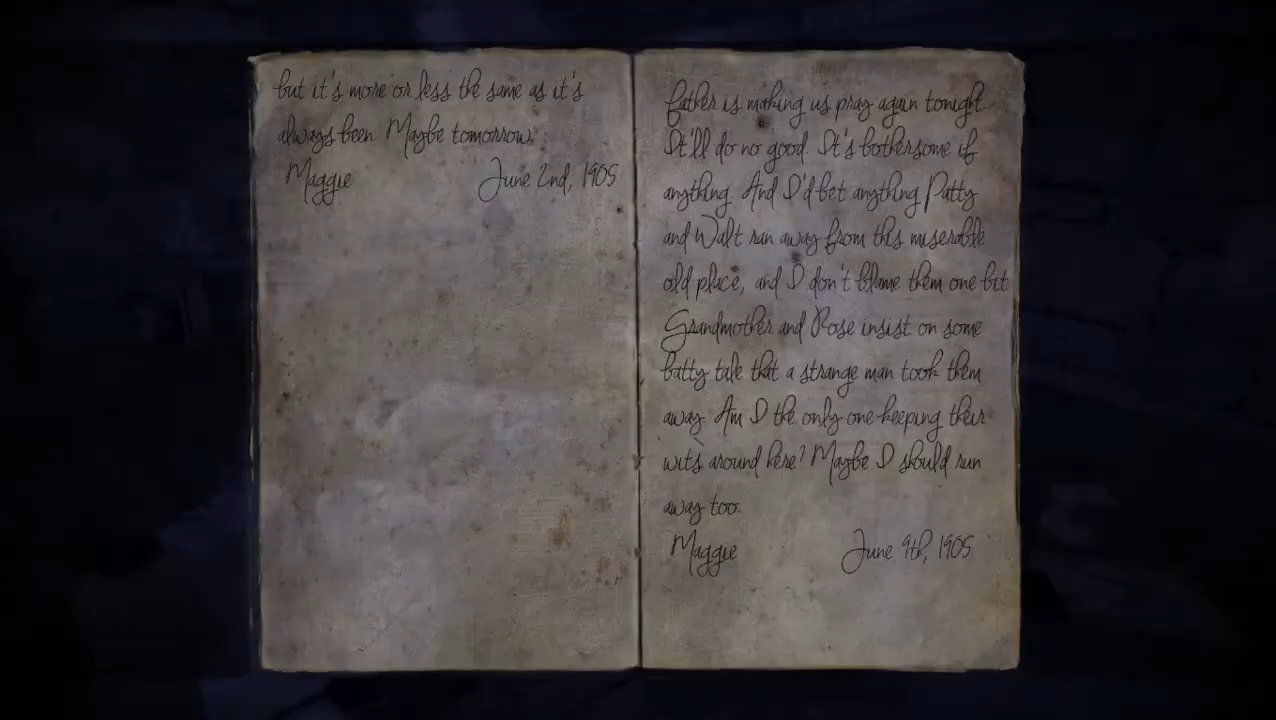 but it's more or less the same as it's
always been. Maybe tomorrow.
Maggie June 2nd, 1905
Father is making us pray again tonight.
It'll do no good. It's bothersome if
anything. And I'd bet anything Patty
and Walt ran away from this miserable
old place, and I don't blame them one bit.
Grandmother and Rose insist on some
batty tale that a strange man took them
away. Am I the only one keeping their
wits around here? Maybe I should run
away too.
Maggie June 9th, 1905